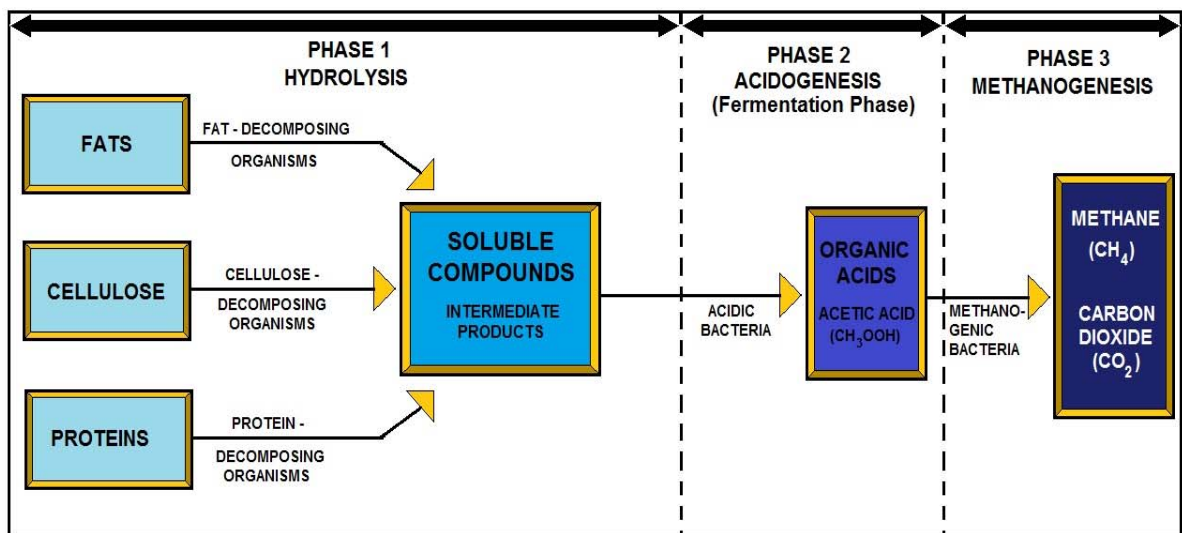 PHASE 1
HYDROLYSIS
PHASE 2
ACIDOGENESIS
(Fermentation Phase)
PHASE 3
METHANOGENESIS
FATS
FAT - DECOMPOSING
ORGANISMS
CELLULOSE
CELLULOSE -
DECOMPOSING
ORGANISMS
PROTEINS
PROTEIN -
DECOMPOSING
ORGANISMS
SOLUBLE
COMPOUNDS
INTERMEDIATE
PRODUCTS
ACIDIC
BACTERIA
ORGANIC
ACIDS
ACETIC ACID
(CH₃OOH)
METHANO-
GENIC
BACTERIA
METHANE
(CH₄)
CARBON
DIOXIDE
(CO₂)